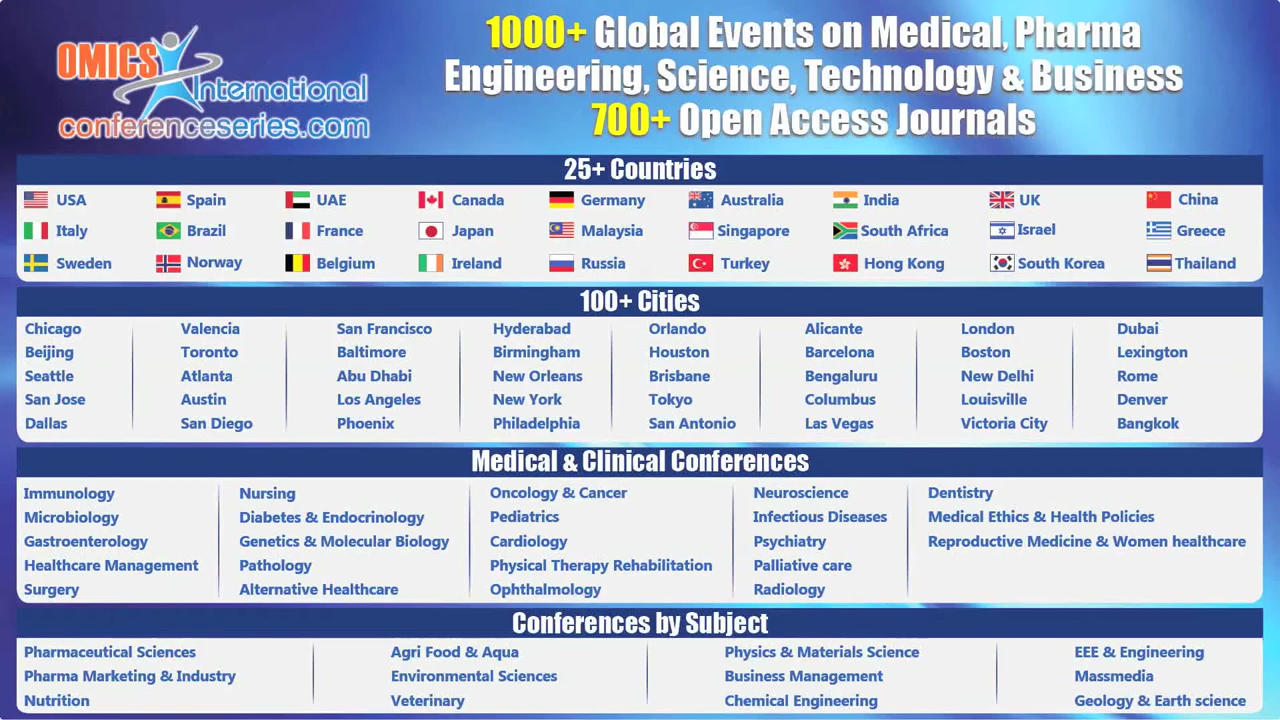 OMICS
International
conferenceseries.com
1000+ Global Events on Medical, Pharma
Engineering, Science, Technology & Business
700+ Open Access Journals
25+ Countries
USA Spain UAE Canada Germany Australia India UK China
Italy Brazil France Japan Malaysia Singapore South Africa Israel Greece
Sweden Norway Belgium Ireland Russia Turkey Hong Kong South Korea Thailand
100+ Cities
Chicago Valencia San Francisco Hyderabad Orlando Alicante London Dubai
Beijing Toronto Baltimore Birmingham Houston Barcelona Boston Lexington
Seattle Atlanta Abu Dhabi New Orleans Brisbane Bengaluru New Delhi Rome
San Jose Austin Los Angeles New York Tokyo Columbus Louisville Denver
Dallas San Diego Phoenix Philadelphia San Antonio Las Vegas Victoria City Bangkok
Medical & Clinical Conferences
Immunology Nursing Oncology & Cancer Neuroscience Dentistry
Microbiology Diabetes & Endocrinology Pediatrics Infectious Diseases Medical Ethics & Health Policies
Gastroenterology Genetics & Molecular Biology Cardiology Psychiatry Reproductive Medicine & Women healthcare
Healthcare Management Pathology Physical Therapy Rehabilitation Palliative care
Surgery Alternative Healthcare Ophthalmology Radiology
Conferences by Subject
Pharmaceutical Sciences Agri Food & Aqua Physics & Materials Science EEE & Engineering
Pharma Marketing & Industry Environmental Sciences Business Management Massmedia
Nutrition Veterinary Chemical Engineering Geology & Earth science